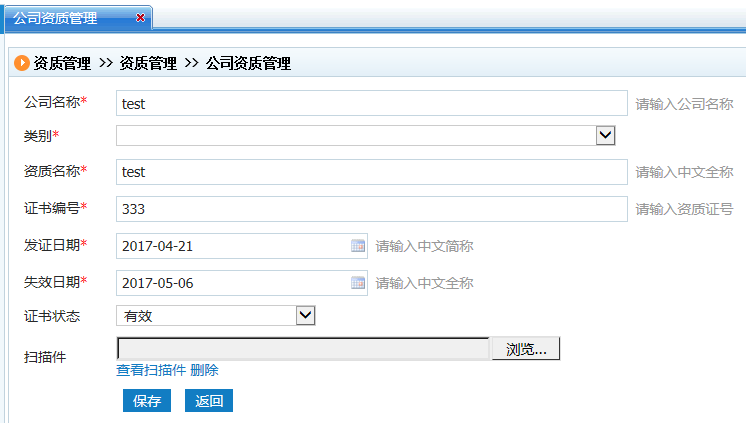 公司资质管理
资质管理 >> 资质管理 >> 公司资质管理
公司名称* test 请输入公司名称
类别*
资质名称* test 请输入中文全称
证书编号* 333 请输入资质证号
发证日期* 2017-04-21 请输入中文简称
失效日期* 2017-05-06 请输入中文全称
证书状态 有效
扫描件 浏览...
查看扫描件 删除
保存 返回